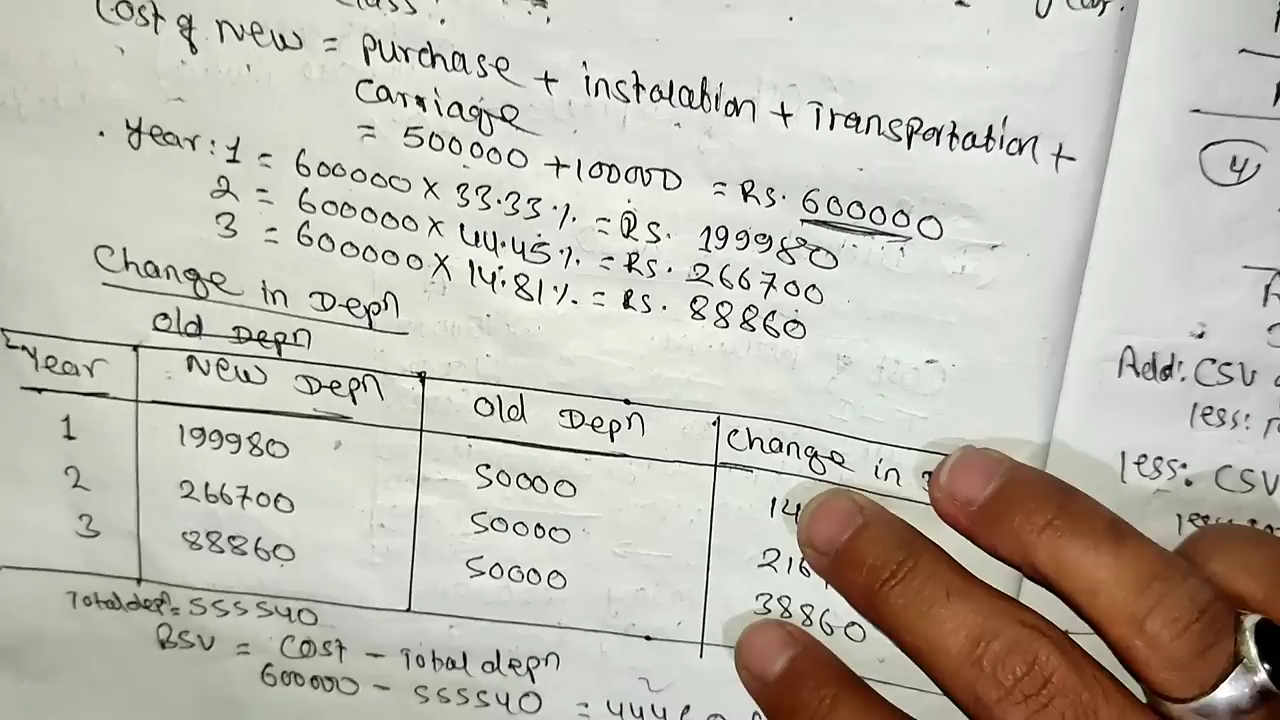 Cost of New = purchase + instalation + Transportation +
Carriage
= 500000 + 100000 = Rs. 600000
Year: 1 = 600000 × 33.33 % = Rs. 199980
2 = 600000 × 44.45 % = Rs. 266700
3 = 600000 × 14.81 % = Rs. 88860
Change in Depn
Old Depn
Year New Depn Old Depn Change in
1 199980 50000
2 266700 50000
3 88860 50000 38860
Total depn = 555540
BSV = Cost - Total depn
600000 - 555540 =
4
Add: CSV
less:
less: CSV